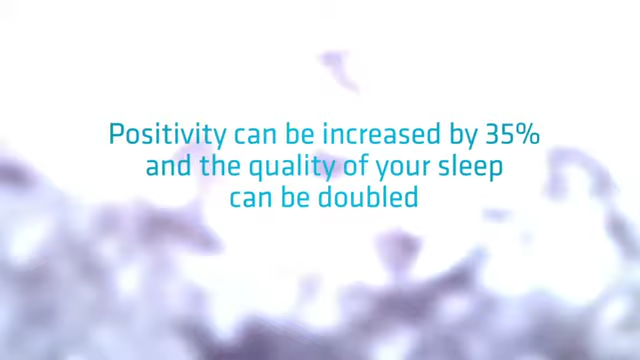 Positivity can be increased by 35%
and the quality of your sleep
can be doubled